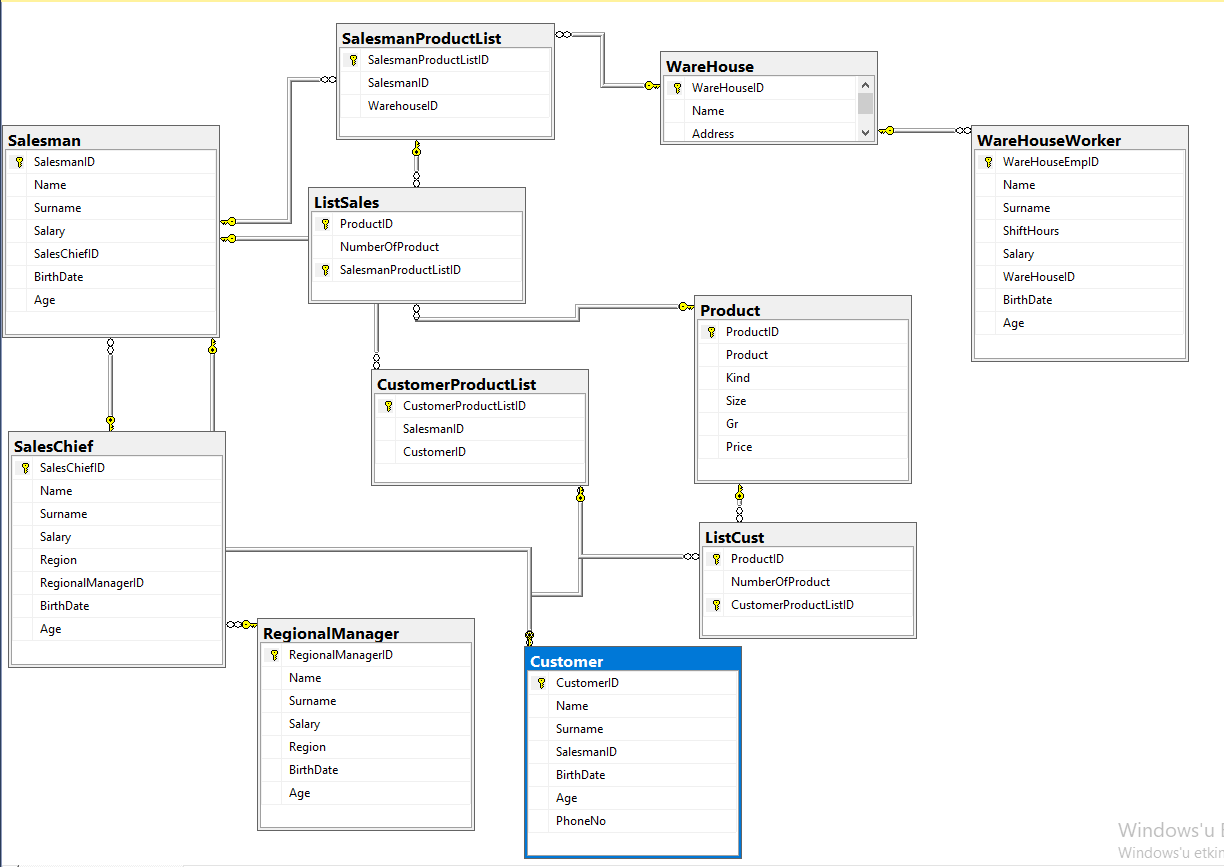 SalesmanProductList
SalesmanProductListID
SalesmanID
WarehouseID
WareHouse
WareHouseID
Name
Address
Salesman
SalesmanID
Name
Surname
Salary
SalesChiefID
BirthDate
Age
WareHouseWorker
WareHouseEmpID
Name
Surname
ShiftHours
Salary
WareHouseID
BirthDate
Age
ListSales
ProductID
NumberOfProduct
SalesmanProductListID
Product
ProductID
Product
Kind
Size
Gr
Price
CustomerProductList
CustomerProductListID
SalesmanID
CustomerID
SalesChief
SalesChiefID
Name
Surname
Salary
Region
RegionalManagerID
BirthDate
Age
ListCust
ProductID
NumberOfProduct
CustomerProductListID
RegionalManager
RegionalManagerID
Name
Surname
Salary
Region
BirthDate
Age
Customer
CustomerID
Name
Surname
SalesmanID
BirthDate
Age
PhoneNo
Windows'u
Windows'u